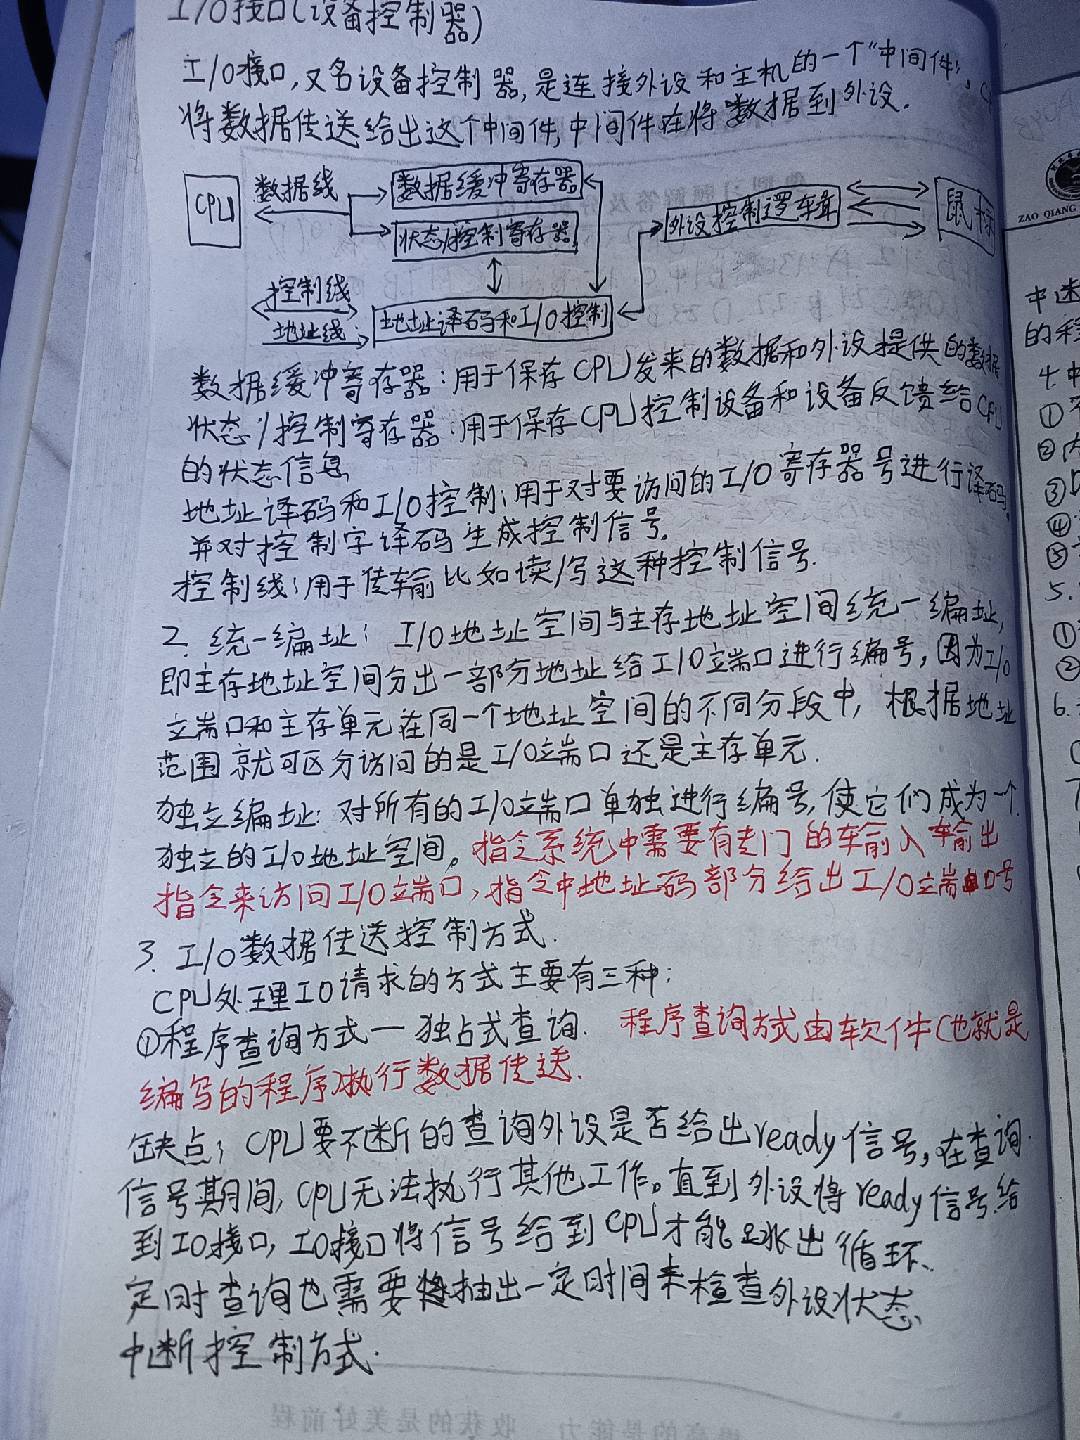 I/O接口(设备控制器)
I/O接口,又名设备控制器,是连接外设和主机的一个"中间件",
将数据传送给出这个中间件,中间件在将数据到外设.
CPU 数据线 数据缓冲寄存器
状态/控制寄存器 外设控制逻辑 鼠标
控制线
地址线 地址译码和I/O控制
数据缓冲寄存器:用于保存CPU发来的数据和外设提供的数据
状态/控制寄存器:用于保存CPU控制设备和设备反馈给CPU
的状态信息
地址译码和I/O控制:用于对要访问的I/O寄存器号进行译码,
并对控制字译码生成控制信号.
控制线:用于传输比如读/写这种控制信号.
2. 统一编址: I/O地址空间与主存地址空间统一编址,
即主存地址空间分出一部分地址给I/O端口进行编号,因为I/O
端口和主存单元在同一个地址空间的不同分段中,根据地址
范围就可区分访问的是I/O端口还是主存单元.
独立编址:对所有的I/O端口单独进行编号,使它们成为一个
独立的I/O地址空间。指令系统中需要有专门的输入输出
指令来访问I/O端口,指令中地址码部分给出I/O端口号
3. I/O数据传送控制方式.
CPU处理IO请求的方式主要有三种:
①程序查询方式—独占式查询. 程序查询方式由软件(也就是
编写的程序)执行数据传送.
缺点: CPU要不断的查询外设是否给出ready信号,在查询
信号期间,CPU无法执行其他工作。直到外设将ready信号给
到IO接口,IO接口将信号给到CPU才能跳出循环.
定时查询也需要抽出一定时间来检查外设状态
中断控制方式.
ZAO QIANG
中
的程
4.中
①
②内
③
④
⑤
5.
①
②
6.